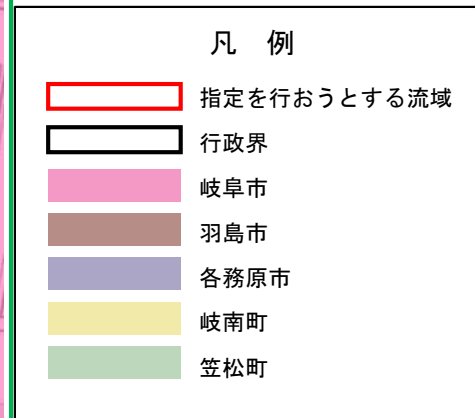 凡　例
指定を行おうとする流域
行政界
岐阜市
羽島市
各務原市
岐南町
笠松町